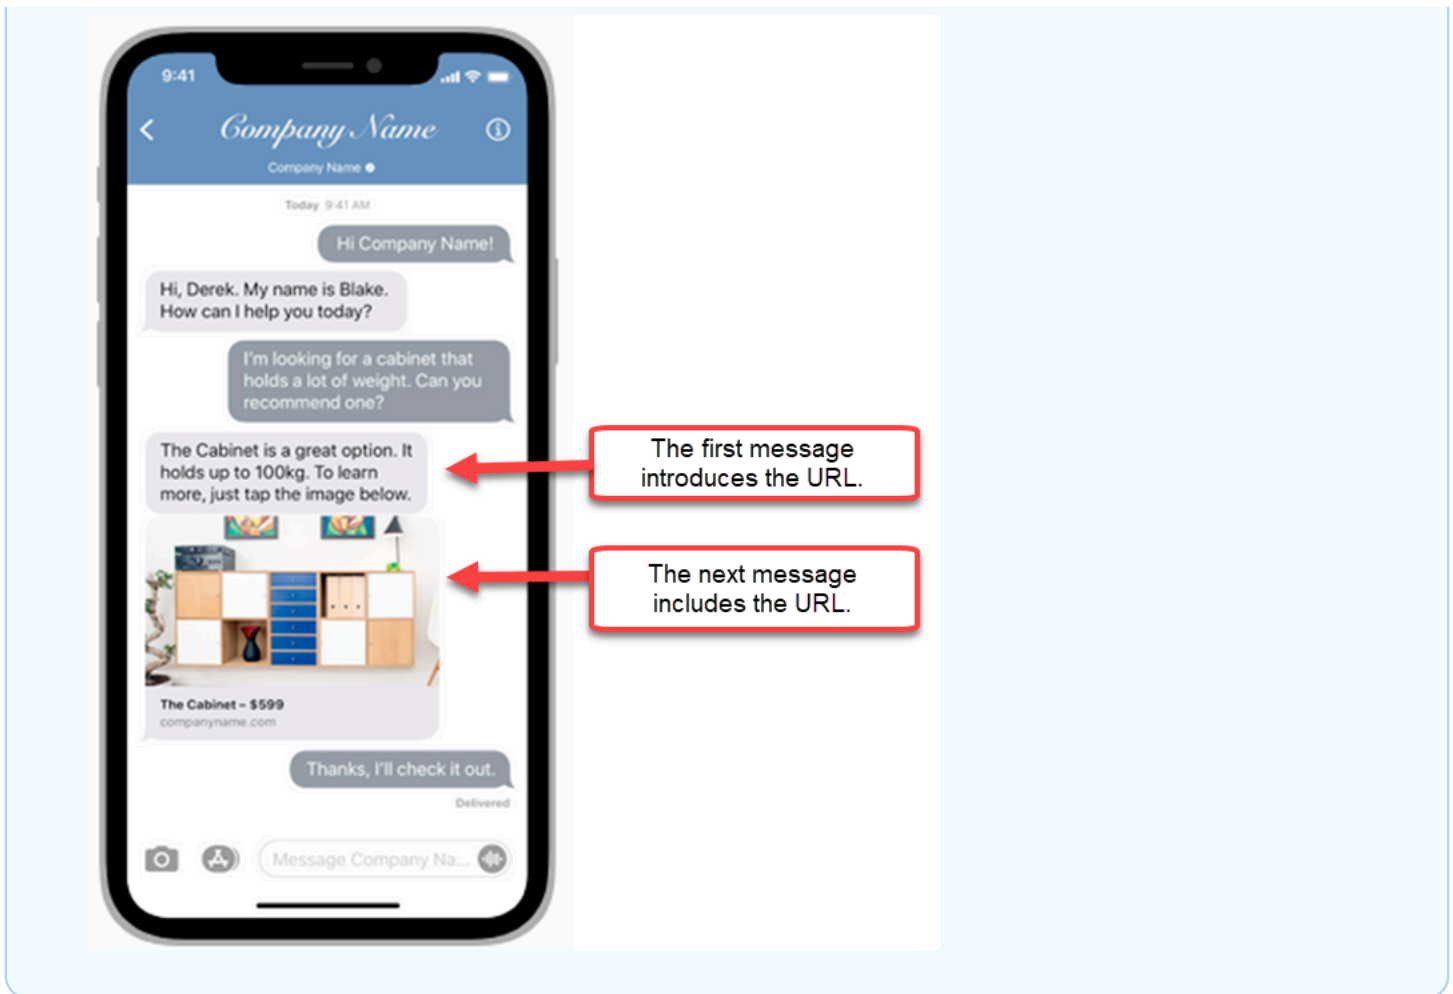 9:41
Company Name
Company Name
Today 9:41 AM
Hi Company Name!
Hi, Derek. My name is Blake.
How can I help you today?
I'm looking for a cabinet that
holds a lot of weight. Can you
recommend one?
The Cabinet is a great option. It
holds up to 100kg. To learn
more, just tap the image below.
The first message
introduces the URL.
The next message
includes the URL.
The Cabinet – $599
companyname.com
Thanks, I'll check it out.
Delivered
Message Company Na...